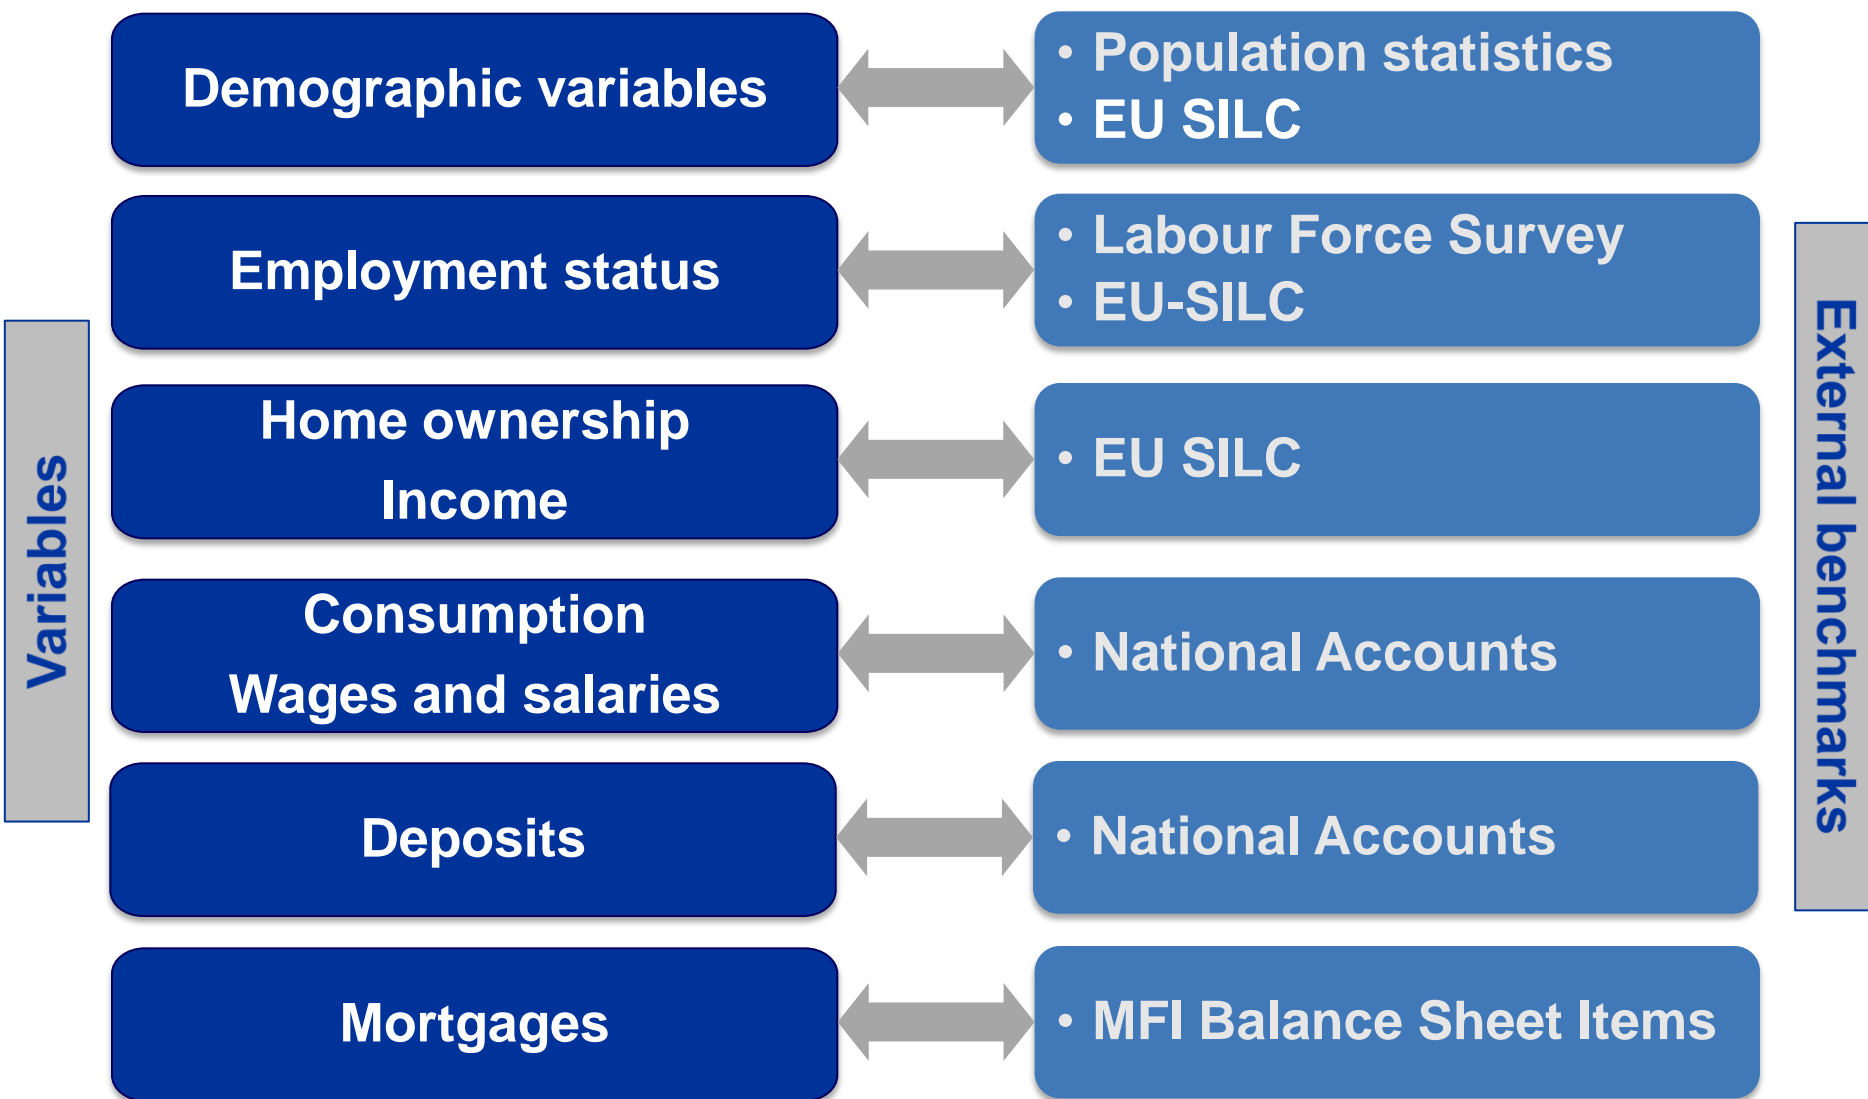 Variables
Demographic variables
• Population statistics
• EU SILC
Employment status
• Labour Force Survey
• EU-SILC
Home ownership
Income
• EU SILC
Consumption
Wages and salaries
• National Accounts
Deposits
• National Accounts
Mortgages
• MFI Balance Sheet Items
External benchmarks